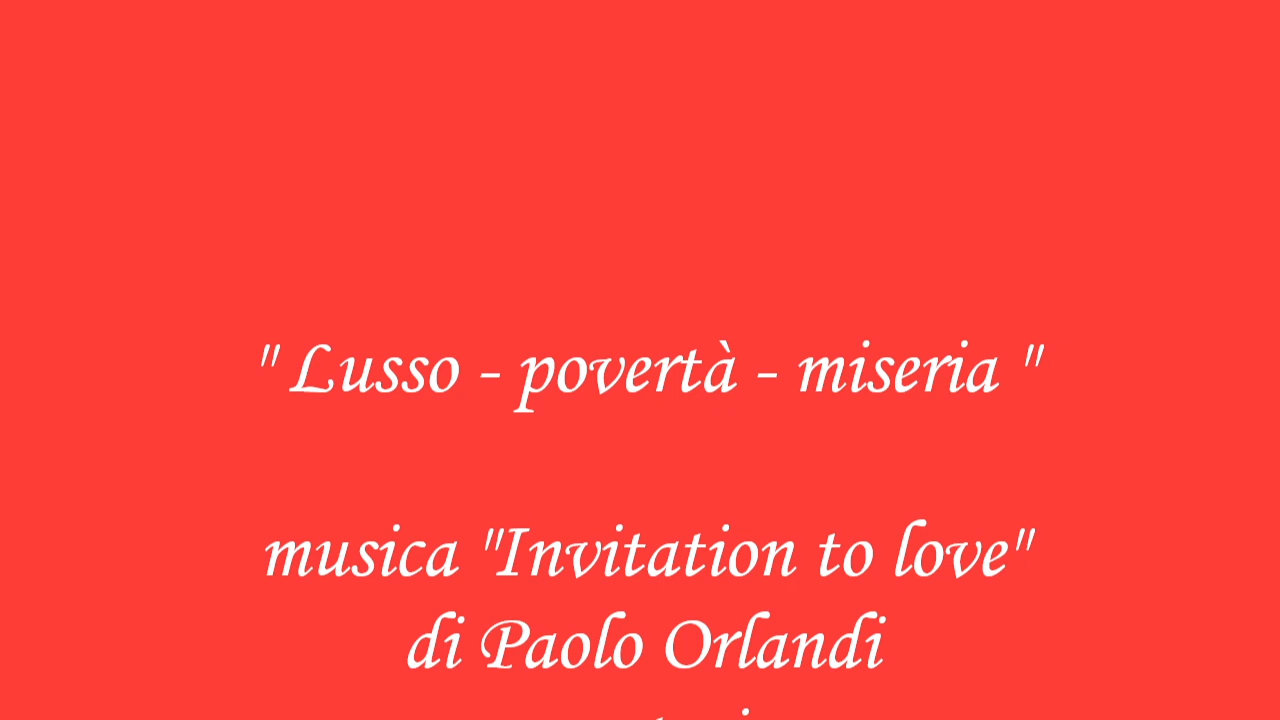 " Lusso - povertà - miseria "
musica "Invitation to love"
di Paolo Orlandi